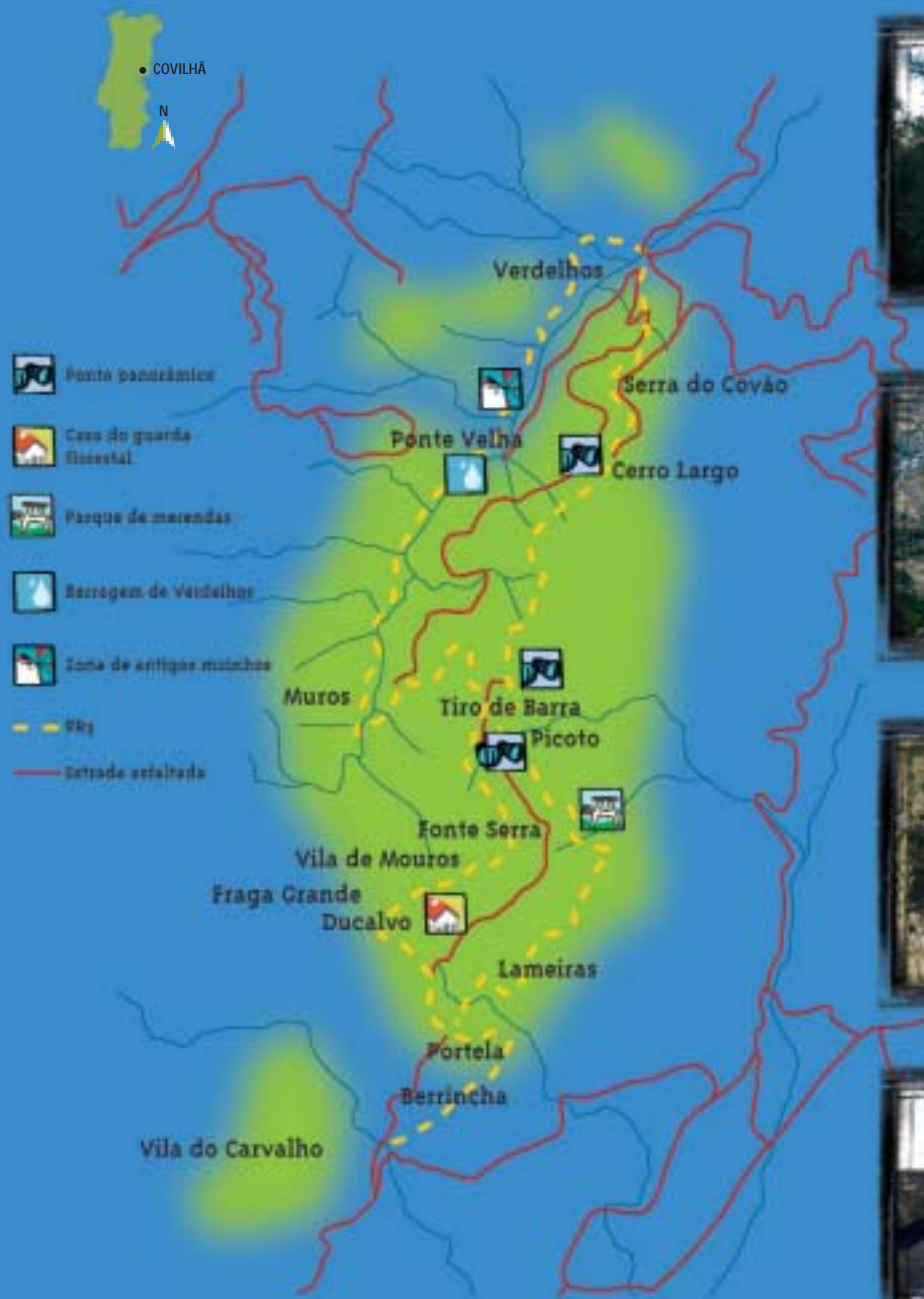 COVILHÃ
N
Verdelhos
Serra do Covão
Ponto panorâmico
Ponte Velha
Casa do guarda
florestal
Cerro Largo
Parque de merendas
Barragem de Verdelhos
Zona de antigos moinhos
Muros
Tiro de Barra
PR3
Picoto
Estrada asfaltada
Fonte Serra
Vila de Mouros
Fraga Grande
Ducalvo
Lameiras
Portela
Berrincha
Vila do Carvalho